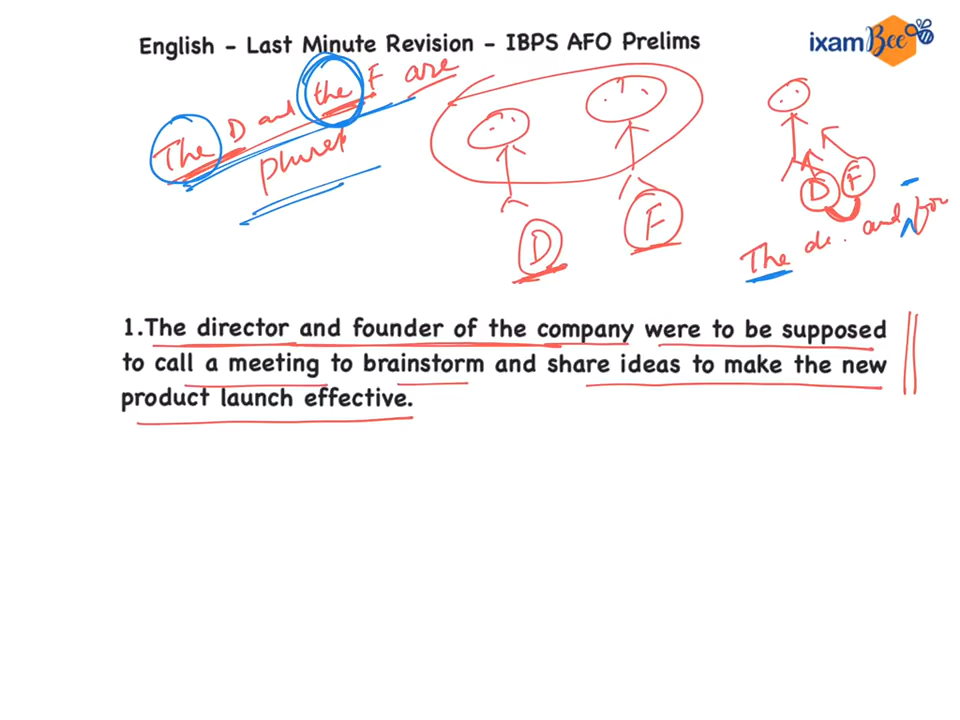 English - Last Minute Revision - IBPS AFO Prelims
ixamBee
The D and the F are
plural
D
F
D F
The de. and fou
1.The director and founder of the company were to be supposed
to call a meeting to brainstorm and share ideas to make the new
product launch effective.